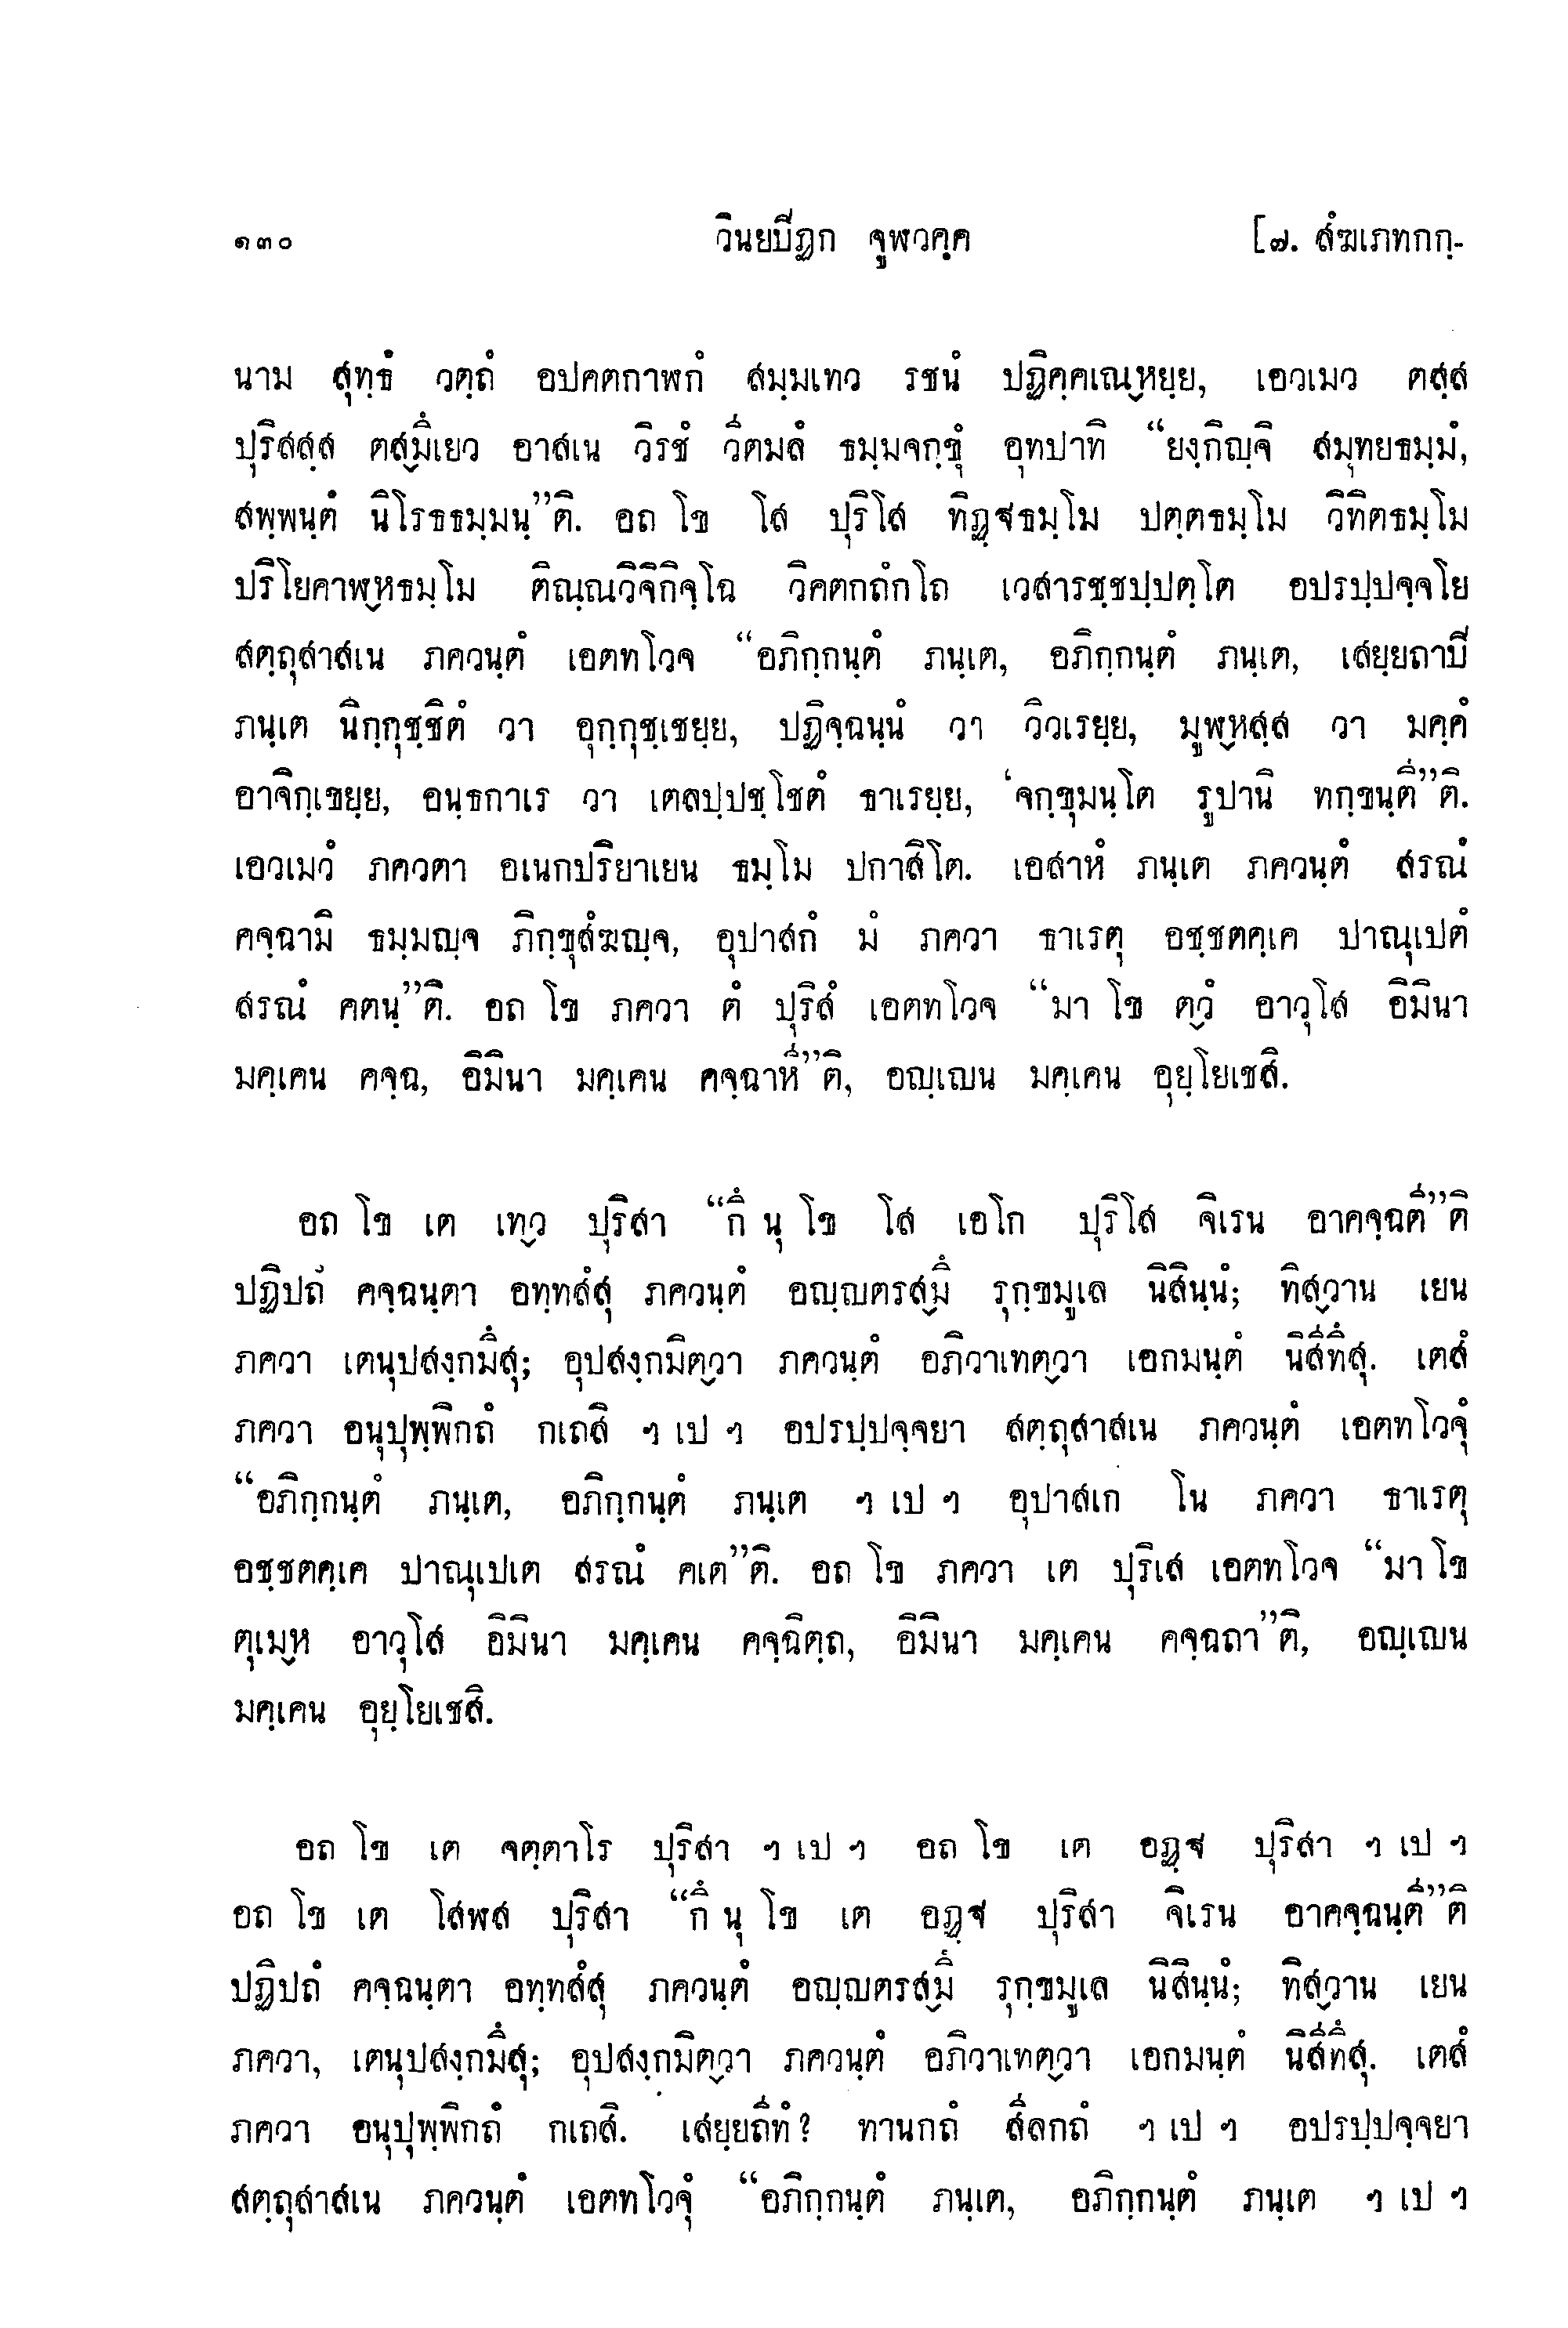 ๑๓๐ วินยปิฏก จูฬวคฺค [๗. สํฆเภทกกฺ-
นาม สุทฺธํ วตฺถํ อปคตกาฬกํ สมฺมเทว รชนํ ปฏิคฺคเณฺหยฺย, เอวเมว ตสฺส
ปุริสสฺส ตสฺมิํเยว อาสเน วิรชํ วีตมลํ ธมฺมจกฺขุํ อุทปาทิ “ยงฺกิญฺจิ สมุทยธมฺมํ,
สพฺพนฺตํ นิโรธธมฺมนฺ”ติ. อถ โข โส ปุริโส ทิฏฺฐธมฺโม ปตฺตธมฺโม วิทิตธมฺโม
ปริโยคาฬฺหธมฺโม ติณฺณวิจิกิจฺโฉ วิคตกถํกโถ เวสารชฺชปฺปตฺโต อปรปฺปจฺจโย
สตฺถุสาสเน ภควนฺตํ เอตทโวจ “อภิกฺกนฺตํ ภนฺเต, อภิกฺกนฺตํ ภนฺเต, เสยฺยถาปิ
ภนฺเต นิกฺกุชฺชิตํ วา อุกฺกุชฺเชยฺย, ปฏิจฺฉนฺนํ วา วิวเรยฺย, มูฬฺหสฺส วา มคฺคํ
อาจิกฺเขยฺย, อนฺธกาเร วา เตลปฺปชฺโชตํ ธาเรยฺย, ‘จกฺขุมนฺโต รูปานิ ทกฺขนฺตี”ติ.
เอวเมวํ ภควตา อเนกปริยาเยน ธมฺโม ปกาสิโต. เอสาหํ ภนฺเต ภควนฺตํ สรณํ
คจฺฉามิ ธมฺมญฺจ ภิกฺขุสํฆญฺจ, อุปาสกํ มํ ภควา ธาเรตุ อชฺชตคฺเค ปาณุเปตํ
สรณํ คตนฺ”ติ. อถ โข ภควา ตํ ปุริสํ เอตทโวจ “มา โข ตฺวํ อาวุโส อิมินา
มคฺเคน คจฺฉ, อิมินา มคฺเคน คจฺฉาหี”ติ, อญฺเญน มคฺเคน อุยฺโยเชสิ.
อถ โข เต เทฺว ปุริสา “กิํ นุ โข โส เอโก ปุริโส จิเรน อาคจฺฉตี”ติ
ปฏิปถํ คจฺฉนฺตา อทฺทสํสุ ภควนฺตํ อญฺญตรสฺมิํ รุกฺขมูเล นิสินฺนํ; ทิสฺวาน เยน
ภควา เตนุปสงฺกมิํสุ; อุปสงฺกมิตฺวา ภควนฺตํ อภิวาเทตฺวา เอกมนฺตํ นิสีทิํสุ. เตสํ
ภควา อนุปุพฺพิกถํ กเถสิ ฯ เป ฯ อปรปฺปจฺจยา สตฺถุสาสเน ภควนฺตํ เอตทโวจุํ
“อภิกฺกนฺตํ ภนฺเต, อภิกฺกนฺตํ ภนฺเต ฯ เป ฯ อุปาสเก โน ภควา ธาเรตุ
อชฺชตคฺเค ปาณุเปเต สรณํ คเต”ติ. อถ โข ภควา เต ปุริเส เอตทโวจ “มา โข
ตุเมฺห อาวุโส อิมินา มคฺเคน คจฺฉิตฺถ, อิมินา มคฺเคน คจฺฉถา”ติ, อญฺเญน
มคฺเคน อุยฺโยเชสิ.
อถ โข เต จตฺตาโร ปุริสา ฯ เป ฯ อถ โข เต อฏฺฐ ปุริสา ฯ เป ฯ
อถ โข เต โสฬส ปุริสา “กิํ นุ โข เต อฏฺฐ ปุริสา จิเรน อาคจฺฉนฺตี”ติ
ปฏิปถํ คจฺฉนฺตา อทฺทสํสุ ภควนฺตํ อญฺญตรสฺมิํ รุกฺขมูเล นิสินฺนํ; ทิสฺวาน เยน
ภควา, เตนุปสงฺกมิํสุ; อุปสงฺกมิตฺวา ภควนฺตํ อภิวาเทตฺวา เอกมนฺตํ นิสีทิํสุ. เตสํ
ภควา อนุปุพฺพิกถํ กเถสิ. เสยฺยถีทํ? ทานกถํ สีลกถํ ฯ เป ฯ อปรปฺปจฺจยา
สตฺถุสาสเน ภควนฺตํ เอตทโวจุํ “อภิกฺกนฺตํ ภนฺเต, อภิกฺกนฺตํ ภนฺเต ฯ เป ฯ